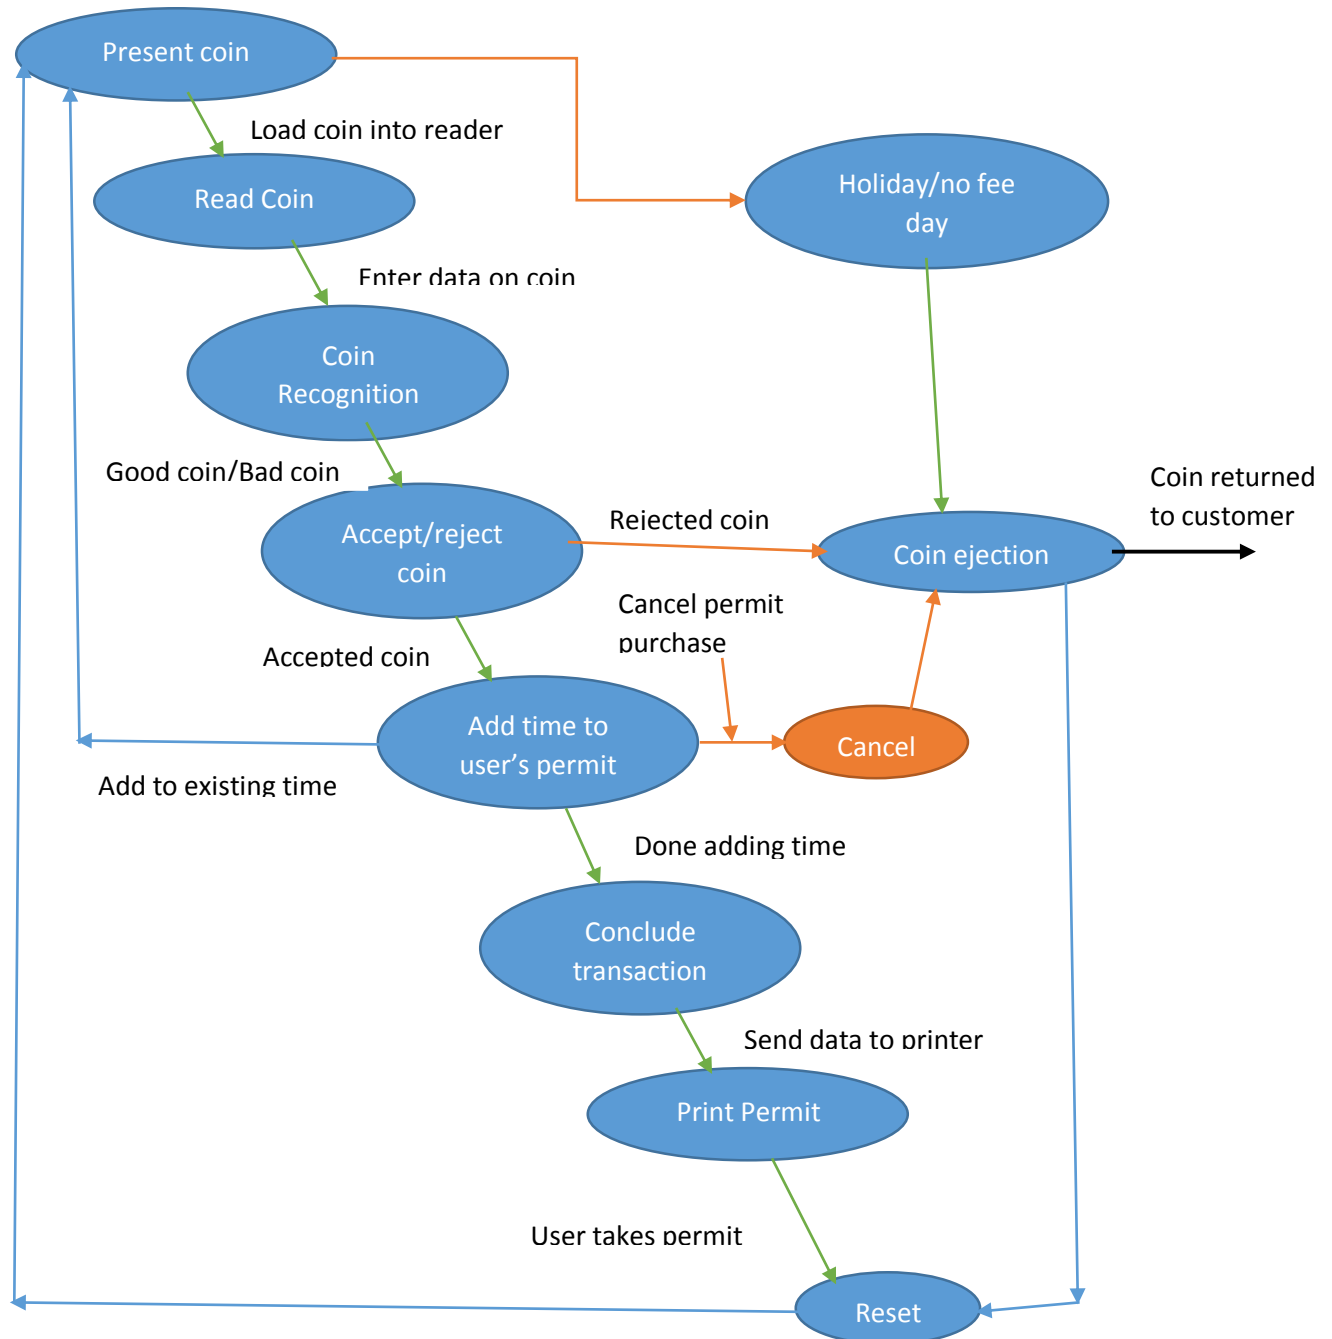 Present coin
Load coin into reader
Read Coin
Holiday/no fee
day
Enter data on coin
Coin
Recognition
Good coin/Bad coin
Accept/reject
coin
Rejected coin
Coin ejection
Coin returned
to customer
Cancel permit
purchase
Accepted coin
Add time to
user’s permit
Cancel
Add to existing time
Done adding time
Conclude
transaction
Send data to printer
Print Permit
User takes permit
Reset